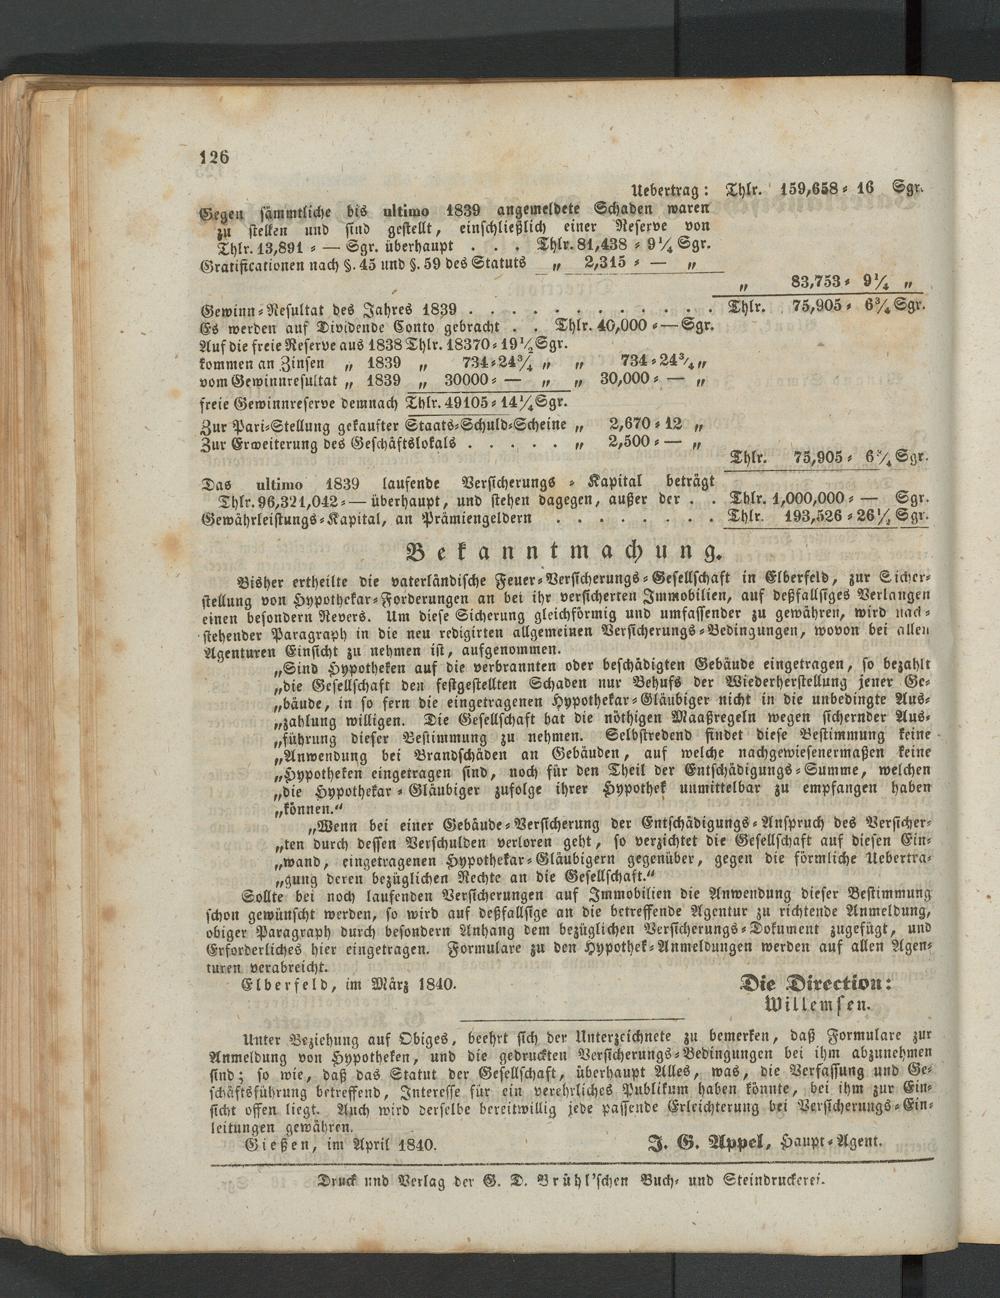 126
Uebertrag: Thlr. 159,658 = 16 Sgr.
Gegen sämmtliche bis ultimo 1839 angemeldete Schaden waren
zu stellen und sind gestellt, einschließlich einer Reserve von
Thlr. 13,891 = — Sgr. überhaupt . . . Thlr. 81,438 = 9¼ Sgr.
Gratificationen nach §. 45 und §. 59 des Statuts „ 2,315 = — „
„ 83,753 = 9¼ „
Gewinn=Resultat des Jahres 1839 . . . . . . . . . . . Thlr. 75,905 = 6¾ Sgr.
Es werden auf Dividende Conto gebracht . . Thlr. 40,000 = — Sgr.
Auf die freie Reserve aus 1838 Thlr. 18370 = 19½ Sgr.
kommen an Zinsen „ 1839 „ 734 = 24¾ „ „ 734 = 24¾ „
vom Gewinnresultat „ 1839 „ 30000 = — „ „ 30,000 = — „
freie Gewinnreserve demnach Thlr. 49105 = 14¼ Sgr.
Zur Pari=Stellung gekaufter Staats=Schuld=Scheine „ 2,670 = 12 „
Zur Erweiterung des Geschäftslokals . . . . . „ 2,500 = — „
Thlr. 75,905 = 6¾ Sgr.
Das ultimo 1839 laufende Versicherungs = Kapital beträgt
Thlr. 96,321,042 = — überhaupt, und stehen dagegen, außer der . . Thlr. 1,000,000 = — Sgr.
Gewährleistungs=Kapital, an Prämiengeldern . . . . . . . . Thlr. 193,526 = 26½ Sgr.
Bekanntmachung.
Bisher ertheilte die vaterländische Feuer=Versicherungs=Gesellschaft in Elberfeld, zur Sicher=
stellung von Hypothekar=Forderungen an bei ihr versicherten Immobilien, auf deßfallsiges Verlangen
einen besondern Revers. Um diese Sicherung gleichförmig und umfassender zu gewähren, wird nach=
stehender Paragraph in die neu redigirten allgemeinen Versicherungs=Bedingungen, wovon bei allen
Agenturen Einsicht zu nehmen ist, aufgenommen.
„Sind Hypotheken auf die verbrannten oder beschädigten Gebäude eingetragen, so bezahlt
„die Gesellschaft den festgestellten Schaden nur Behufs der Wiederherstellung jener Ge=
„bäude, in so fern die eingetragenen Hypothekar=Gläubiger nicht in die unbedingte Aus=
„zahlung willigen. Die Gesellschaft hat die nöthigen Maaßregeln wegen sichernder Aus=
„führung dieser Bestimmung zu nehmen. Selbstredend findet diese Bestimmung keine
„Anwendung bei Brandschäden an Gebäuden, auf welche nachgewiesenermaßen keine
„Hypotheken eingetragen sind, noch für den Theil der Entschädigungs=Summe, welchen
„die Hypothekar = Gläubiger zufolge ihrer Hypothek unmittelbar zu empfangen haben
„können.“
„Wenn bei einer Gebäude=Versicherung der Entschädigungs=Anspruch des Versicher=
„ten durch dessen Verschulden verloren geht, so verzichtet die Gesellschaft auf diesen Ein=
„wand, eingetragenen Hypothekar=Gläubigern gegenüber, gegen die förmliche Uebertra=
„gung deren bezüglichen Rechte an die Gesellschaft.“
Sollte bei noch laufenden Versicherungen auf Immobilien die Anwendung dieser Bestimmung
schon gewünscht werden, so wird auf deßfallsige an die betreffende Agentur zu richtende Anmeldung,
obiger Paragraph durch besondern Anhang dem bezüglichen Versicherungs=Dokument zugefügt, und
Erforderliches hier eingetragen. Formulare zu den Hypothek=Anmeldungen werden auf allen Agen=
turen verabreicht.
Elberfeld, im März 1840. Die Direction:
Willemsen.
Unter Beziehung auf Obiges, beehrt sich der Unterzeichnete zu bemerken, daß Formulare zur
Anmeldung von Hypotheken, und die gedruckten Versicherungs=Bedingungen bei ihm abzunehmen
sind; so wie, daß das Statut der Gesellschaft, überhaupt Alles, was, die Verfassung und Ge=
schäftsführung betreffend, Interesse für ein verehrliches Publikum haben könnte, bei ihm zur Ein=
sicht offen liegt. Auch wird derselbe bereitwillig jede passende Erleichterung bei Versicherungs=Ein=
leitungen gewähren.
Gießen, im April 1840. J. G. Appel, Haupt=Agent.
Druck und Verlag der G. D. Brühl'schen Buch= und Steindruckerei.